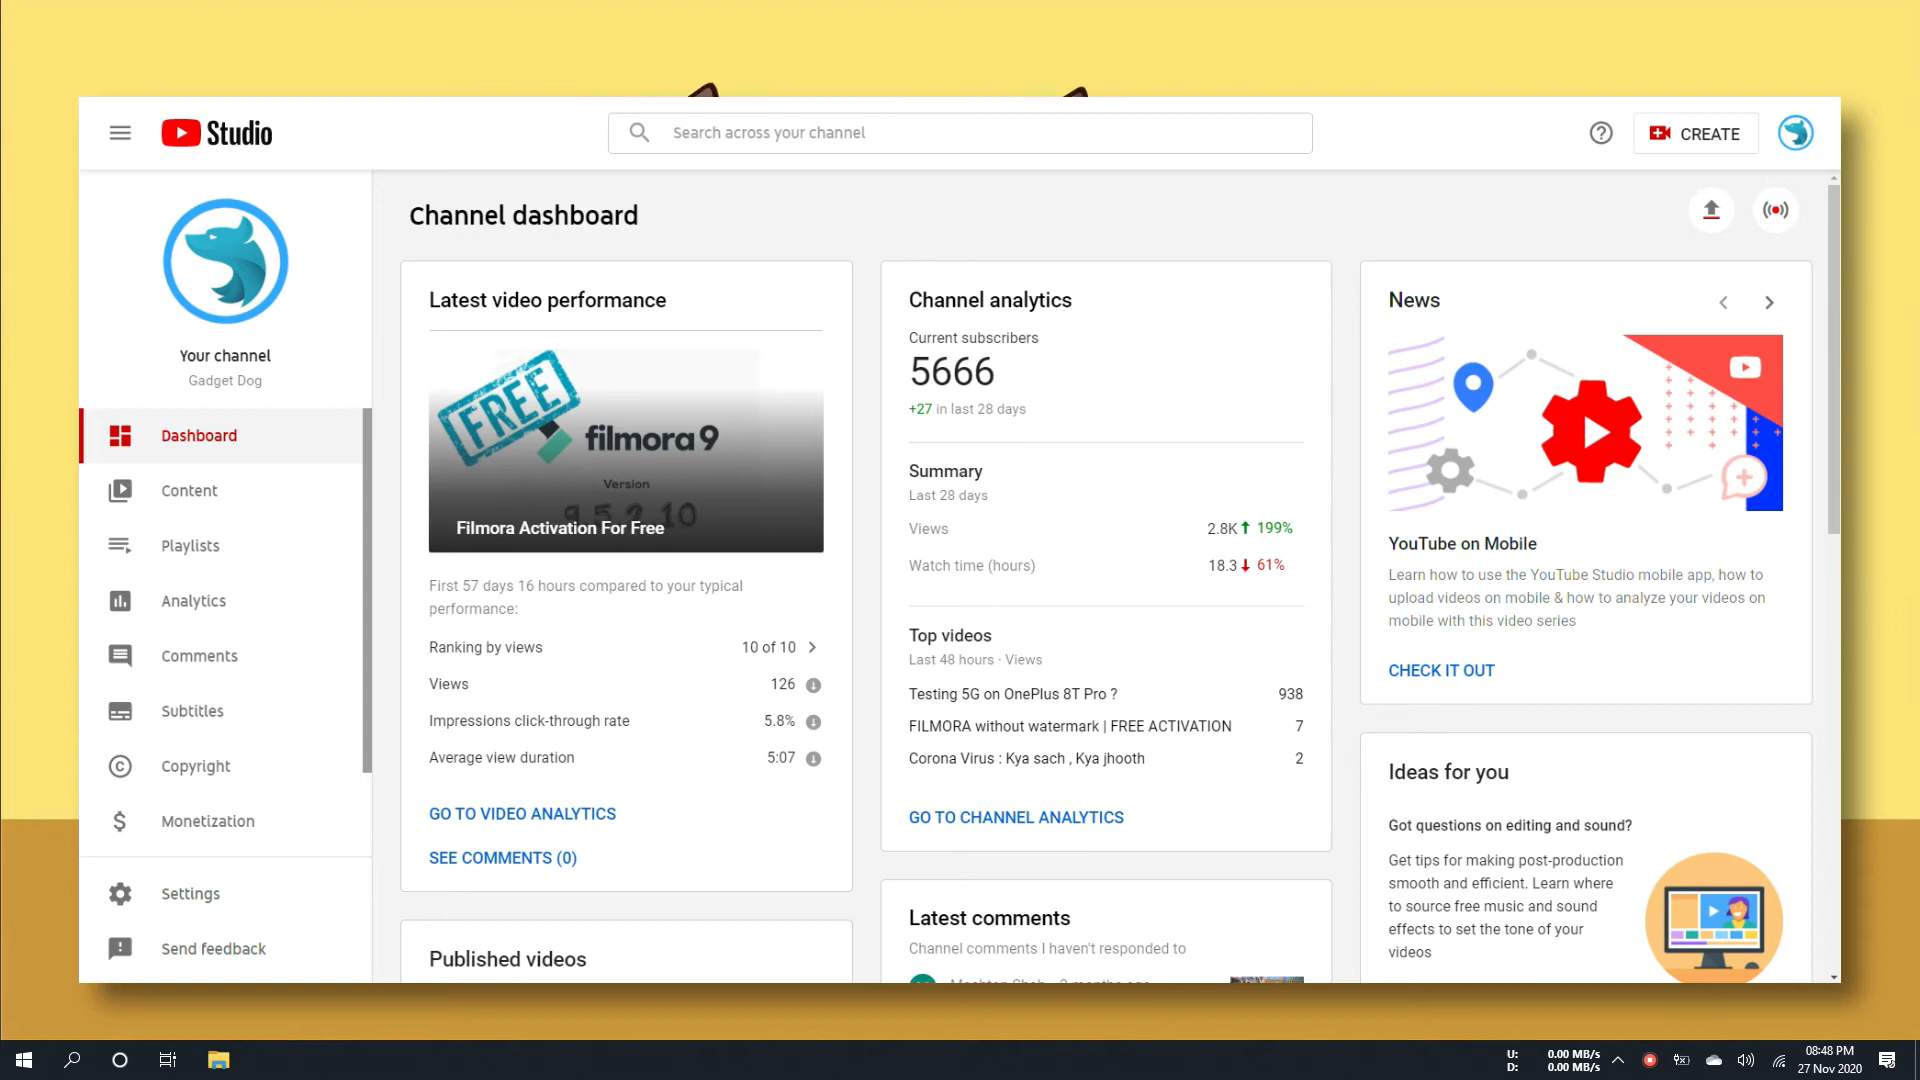 Studio
Search across your channel
CREATE
Your channel
Gadget Dog
Dashboard
Content
Playlists
Analytics
Comments
Subtitles
Copyright
Monetization
Settings
Send feedback
Channel dashboard
Latest video performance
FREE
filmora9
Version
9.5.2.10
Filmora Activation For Free
First 57 days 16 hours compared to your typical
performance:
Ranking by views 10 of 10
Views 126
Impressions click-through rate 5.8%
Average view duration 5:07
GO TO VIDEO ANALYTICS
SEE COMMENTS (0)
Published videos
Channel analytics
Current subscribers
5666
+27 in last 28 days
Summary
Last 28 days
Views 2.8K 199%
Watch time (hours) 18.3 61%
Top videos
Last 48 hours · Views
Testing 5G on OnePlus 8T Pro ? 938
FILMORA without watermark | FREE ACTIVATION 7
Corona Virus : Kya sach , Kya jhooth 2
GO TO CHANNEL ANALYTICS
Latest comments
Channel comments I haven't responded to
News
YouTube on Mobile
Learn how to use the YouTube Studio mobile app, how to
upload videos on mobile & how to analyze your videos on
mobile with this video series
CHECK IT OUT
Ideas for you
Got questions on editing and sound?
Get tips for making post-production
smooth and efficient. Learn where
to source free music and sound
effects to set the tone of your
videos
U: 0.00 MB/s
D: 0.00 MB/s
08:48 PM
27 Nov 2020